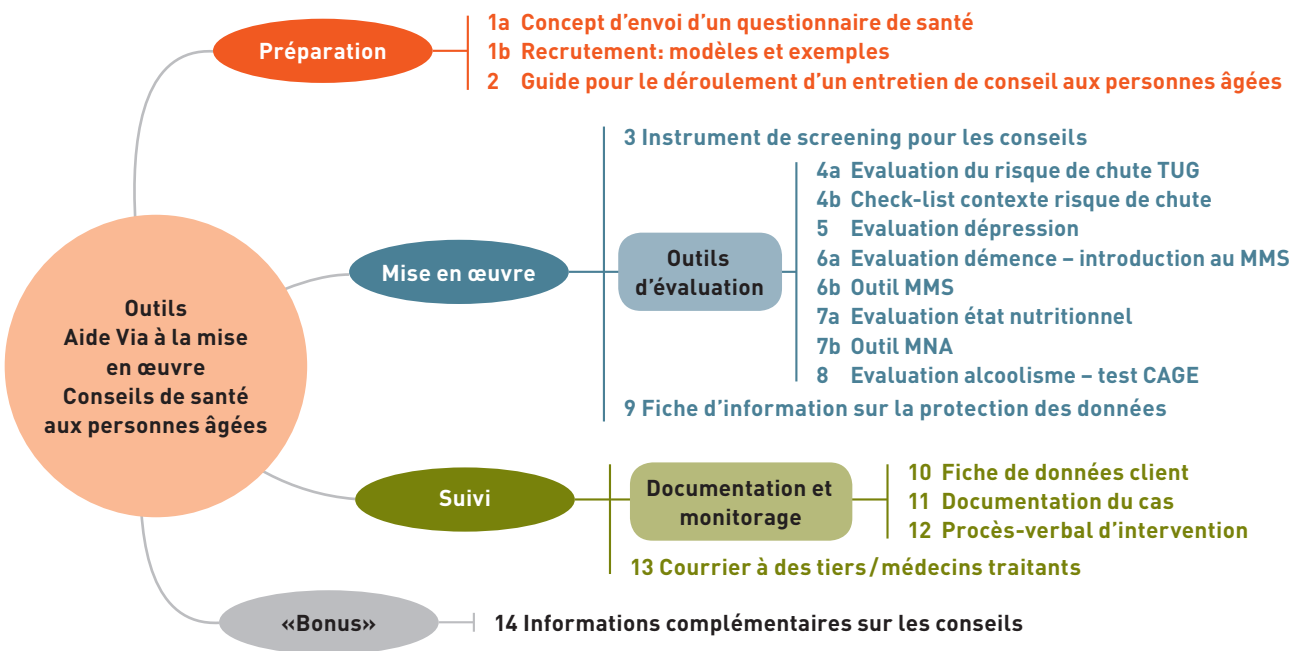 Outils
Aide Via à la mise
en œuvre
Conseils de santé
aux personnes âgées
Préparation
1a Concept d’envoi d’un questionnaire de santé
1b Recrutement: modèles et exemples
2 Guide pour le déroulement d’un entretien de conseil aux personnes âgées
Mise en œuvre
3 Instrument de screening pour les conseils
Outils
d’évaluation
4a Evaluation du risque de chute TUG
4b Check-list contexte risque de chute
5 Evaluation dépression
6a Evaluation démence – introduction au MMS
6b Outil MMS
7a Evaluation état nutritionnel
7b Outil MNA
8 Evaluation alcoolisme – test CAGE
9 Fiche d’information sur la protection des données
Suivi
Documentation et
monitorage
10 Fiche de données client
11 Documentation du cas
12 Procès-verbal d’intervention
13 Courrier à des tiers/médecins traitants
«Bonus»
14 Informations complémentaires sur les conseils